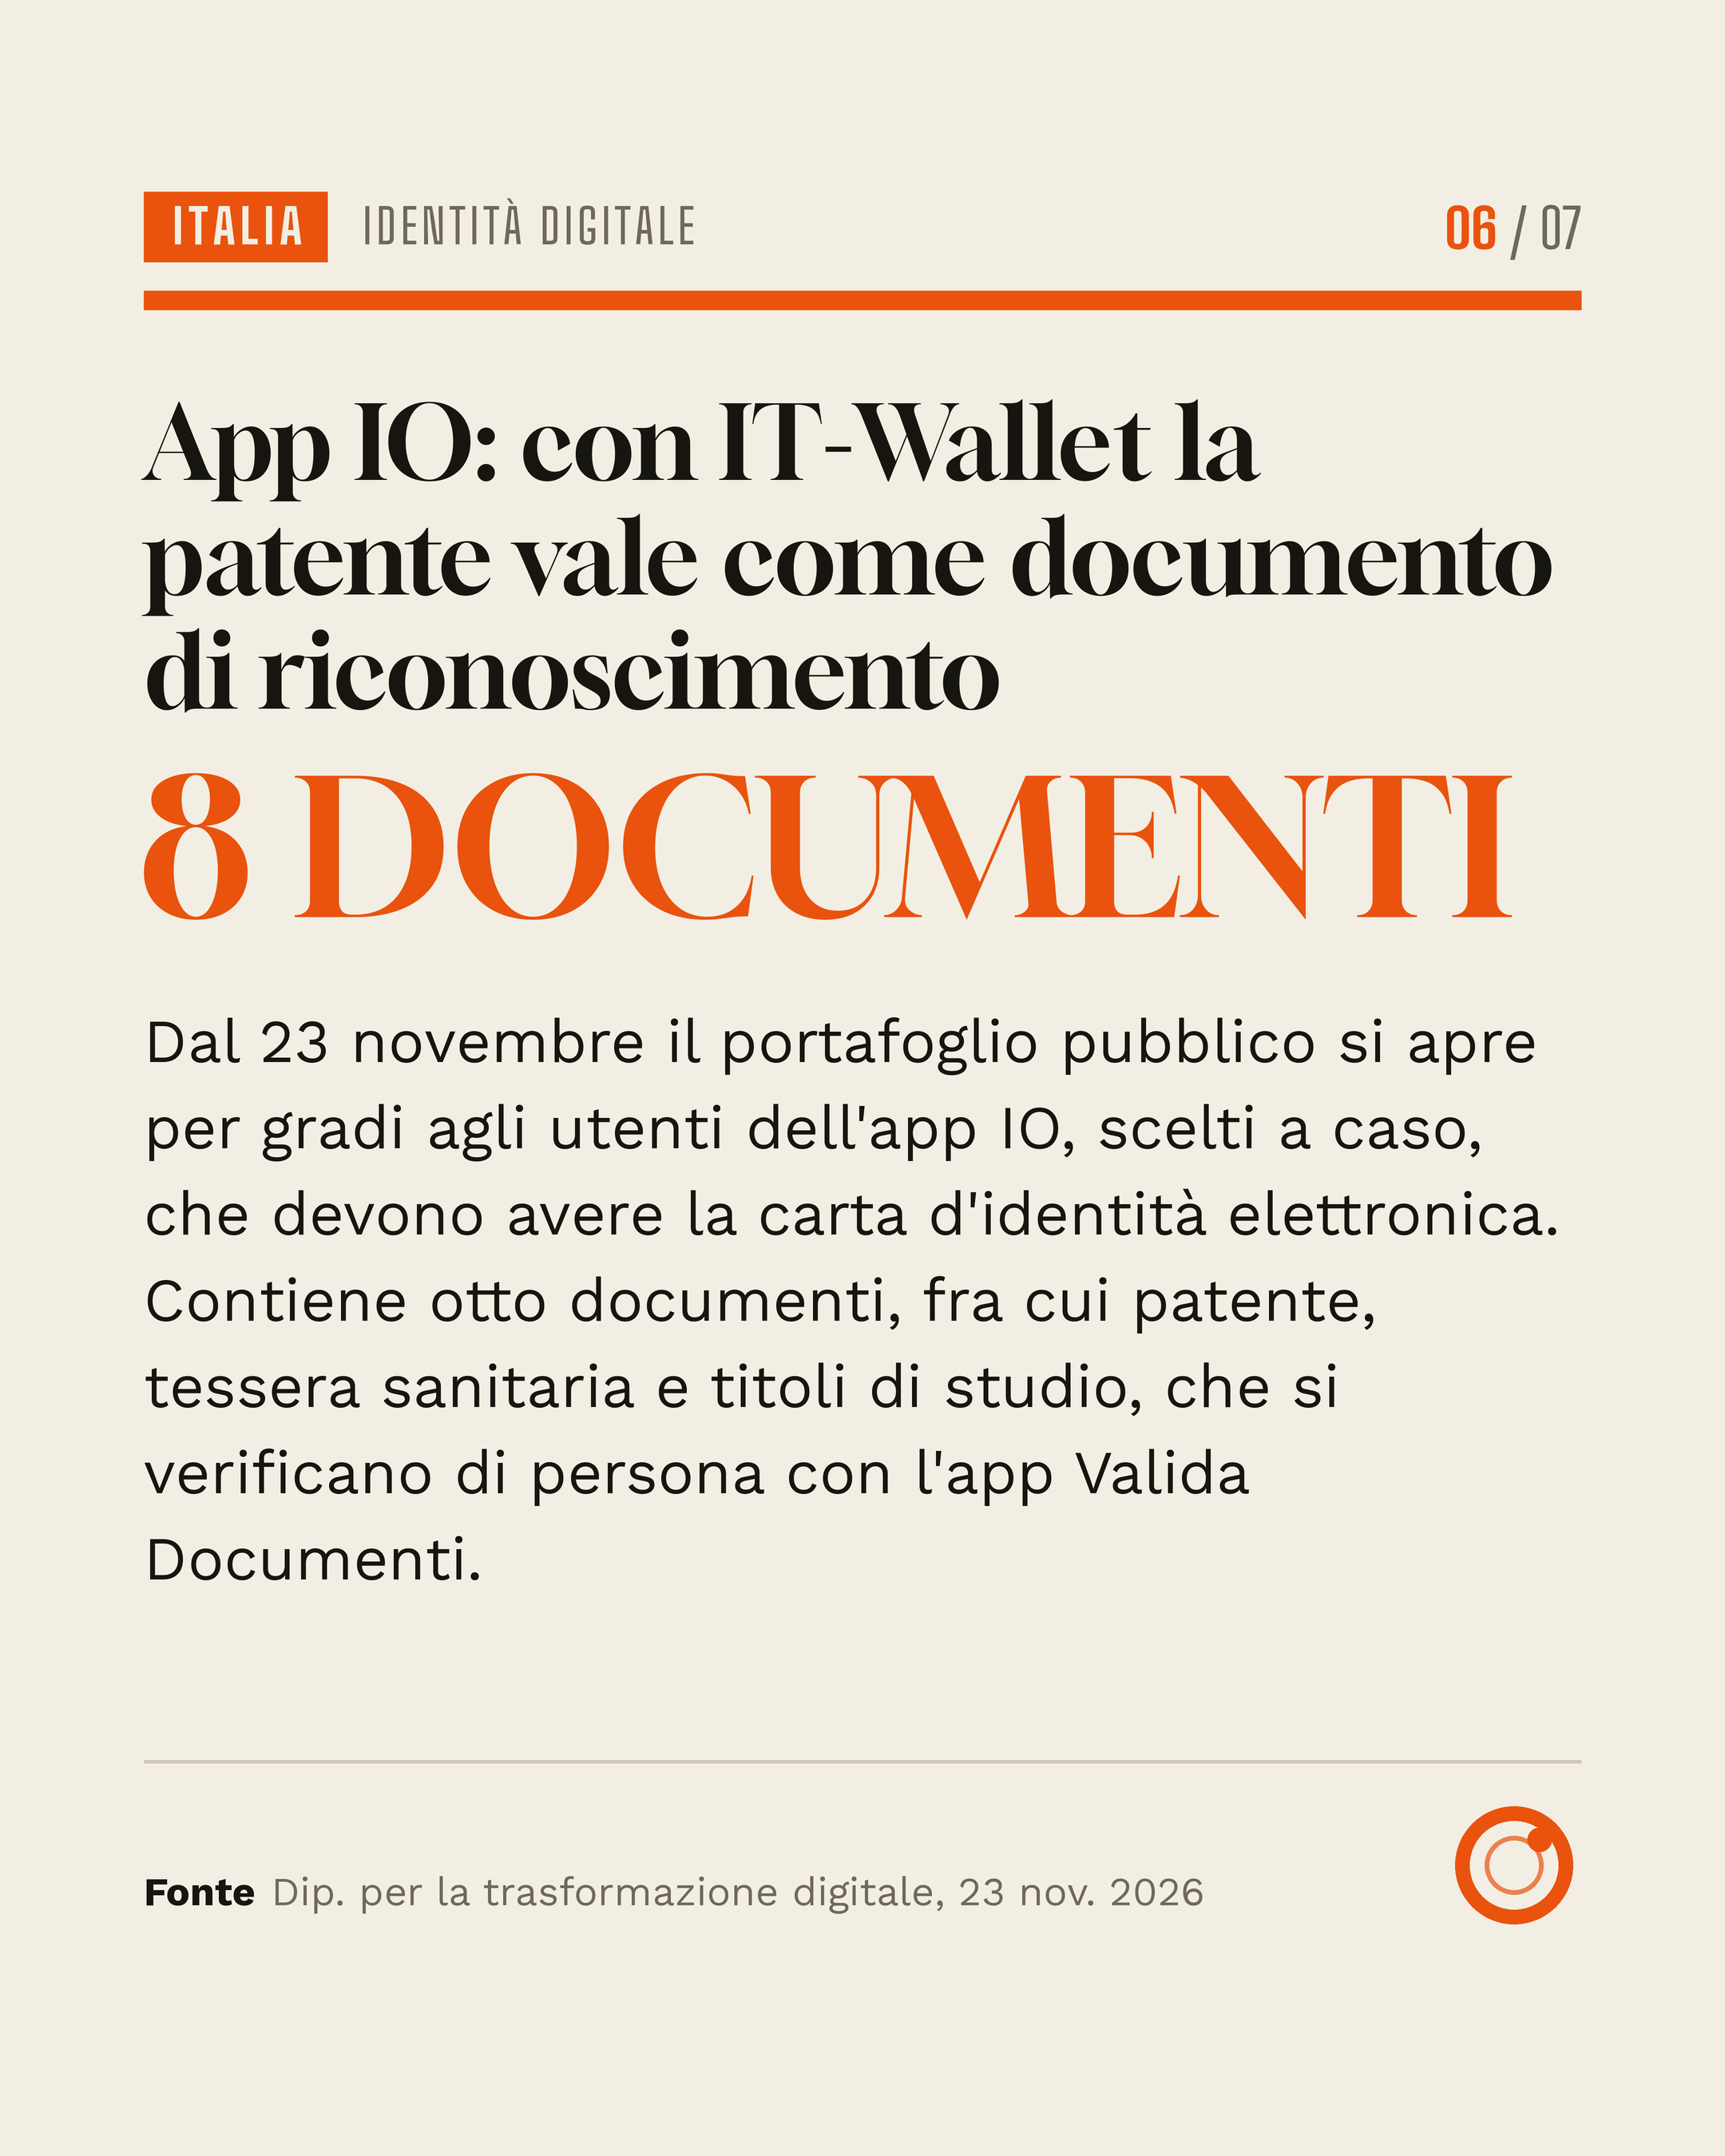 ITALIA IDENTITÀ DIGITALE 06 / 07
App IO: con IT-Wallet la
patente vale come documento
di riconoscimento
8 DOCUMENTI
Dal 23 novembre il portafoglio pubblico si apre
per gradi agli utenti dell'app IO, scelti a caso,
che devono avere la carta d'identità elettronica.
Contiene otto documenti, fra cui patente,
tessera sanitaria e titoli di studio, che si
verificano di persona con l'app Valida
Documenti.
Fonte Dip. per la trasformazione digitale, 23 nov. 2026